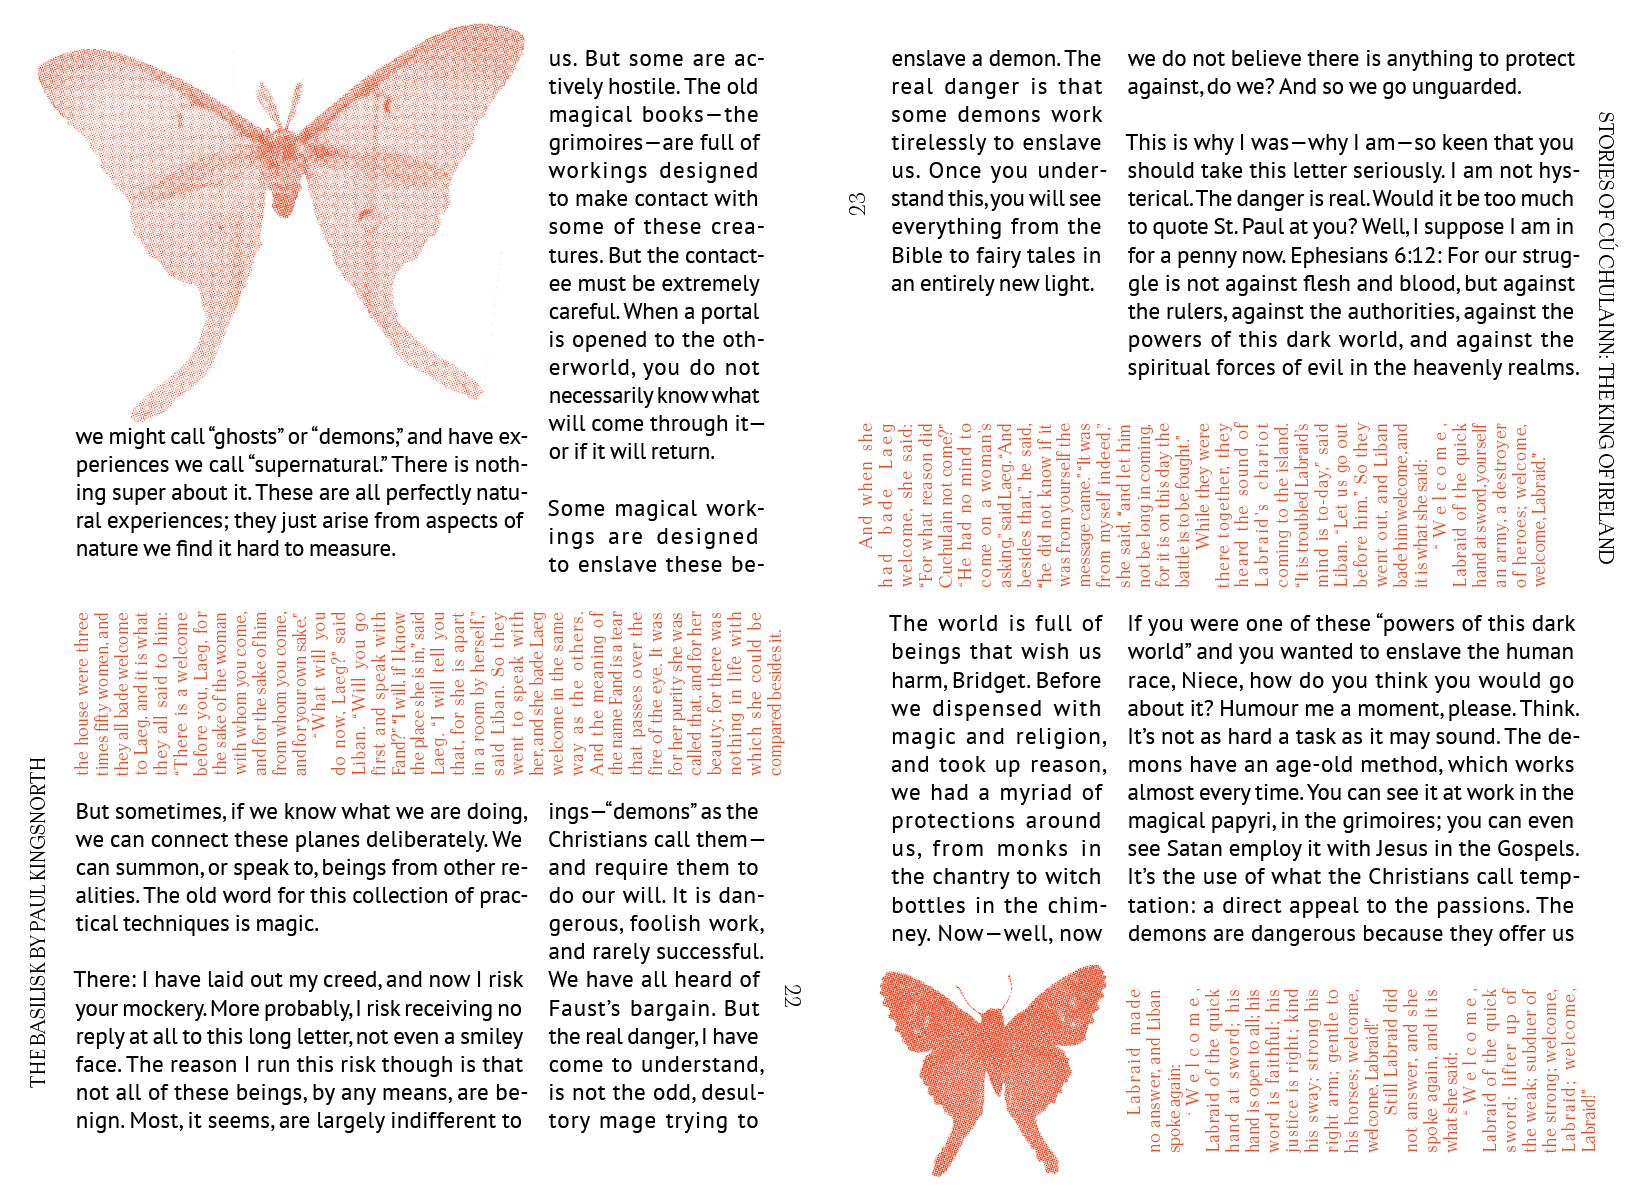 we might call “ghosts” or “demons,” and have ex-
periences we call “supernatural.” There is noth-
ing super about it. These are all perfectly natu-
ral experiences; they just arise from aspects of
nature we find it hard to measure.
But sometimes, if we know what we are doing,
we can connect these planes deliberately. We
can summon, or speak to, beings from other re-
alities. The old word for this collection of prac-
tical techniques is magic.
There: I have laid out my creed, and now I risk
your mockery. More probably, I risk receiving no
reply at all to this long letter, not even a smiley
face. The reason I run this risk though is that
not all of these beings, by any means, are be-
nign. Most, it seems, are largely indifferent to
us. But some are ac-
tively hostile. The old
magical books—the
grimoires—are full of
workings designed
to make contact with
some of these crea-
tures. But the contact-
ee must be extremely
careful. When a portal
is opened to the oth-
erworld, you do not
necessarily know what
will come through it—
or if it will return.
Some magical work-
ings are designed
to enslave these be-
ings—“demons” as the
Christians call them—
and require them to
do our will. It is dan-
gerous, foolish work,
and rarely successful.
We have all heard of
Faust’s bargain. But
the real danger, I have
come to understand,
is not the odd, desul-
tory mage trying to
the house were three
times fifty women, and
they all bade welcome
to Laeg, and it is what
they all said to him:
“There is a welcome
before you, Laeg, for
the sake of the woman
with whom you come,
and for the sake of him
from whom you come,
and for your own sake.”
“What will you
do now, Laeg?” said
Liban. “Will you go
first and speak with
Fand?” “I will, if I know
the place she is in,” said
Laeg. “I will tell you
that, for she is apart
in a room by herself,”
said Liban. So they
went to speak with
her, and she bade Laeg
welcome in the same
way as the others.
And the meaning of
the name Fand is a tear
that passes over the
fire of the eye. It was
for her purity she was
called that, and for her
beauty; for there was
nothing in life with
which she could be
compared beside it.
THE BASILISK BY PAUL KINGSNORTH
22
23
enslave a demon. The
real danger is that
some demons work
tirelessly to enslave
us. Once you under-
stand this, you will see
everything from the
Bible to fairy tales in
an entirely new light.
The world is full of
beings that wish us
harm, Bridget. Before
we dispensed with
magic and religion,
and took up reason,
we had a myriad of
protections around
us, from monks in
the chantry to witch
bottles in the chim-
ney. Now—well, now
we do not believe there is anything to protect
against, do we? And so we go unguarded.
This is why I was—why I am—so keen that you
should take this letter seriously. I am not hys-
terical. The danger is real. Would it be too much
to quote St. Paul at you? Well, I suppose I am in
for a penny now. Ephesians 6:12: For our strug-
gle is not against flesh and blood, but against
the rulers, against the authorities, against the
powers of this dark world, and against the
spiritual forces of evil in the heavenly realms.
If you were one of these “powers of this dark
world” and you wanted to enslave the human
race, Niece, how do you think you would go
about it? Humour me a moment, please. Think.
It’s not as hard a task as it may sound. The de-
mons have an age-old method, which works
almost every time. You can see it at work in the
magical papyri, in the grimoires; you can even
see Satan employ it with Jesus in the Gospels.
It’s the use of what the Christians call temp-
tation: a direct appeal to the passions. The
demons are dangerous because they offer us
And when she
had bade Laeg
welcome, she said:
“For what reason did
Cuchulain not come?”
“He had no mind to
come on a woman’s
asking,” said Laeg. “And
besides that,” he said,
“he did not know if it
was from yourself the
message came.” “It was
from myself indeed,”
she said, “and let him
not be long in coming,
for it is on this day the
battle is to be fought.”
While they were
there together, they
heard the sound of
Labraid’s chariot
coming to the island.
“It is troubled Labraid’s
mind is to-day,” said
Liban. “Let us go out
before him.” So they
went out, and Liban
bade him welcome, and
it is what she said:
“Welcome,
Labraid of the quick
hand at sword, yourself
an army, a destroyer
of heroes; welcome,
welcome, Labraid.”
Labraid made
no answer, and Liban
spoke again:
‘Welcome,
Labraid of the quick
hand at sword; his
hand is open to all; his
word is faithful; his
justice is right; kind
his sway; strong his
right arm; gentle to
his horses; welcome,
welcome, Labraid!”
Still Labraid did
not answer, and she
spoke again, and it is
what she said:
“Welcome,
Labraid of the quick
sword; lifter up of
the weak; subduer of
the strong; welcome,
Labraid; welcome,
Labraid!”
STORIES OF CÚ CHULAINN: THE KING OF IRELAND